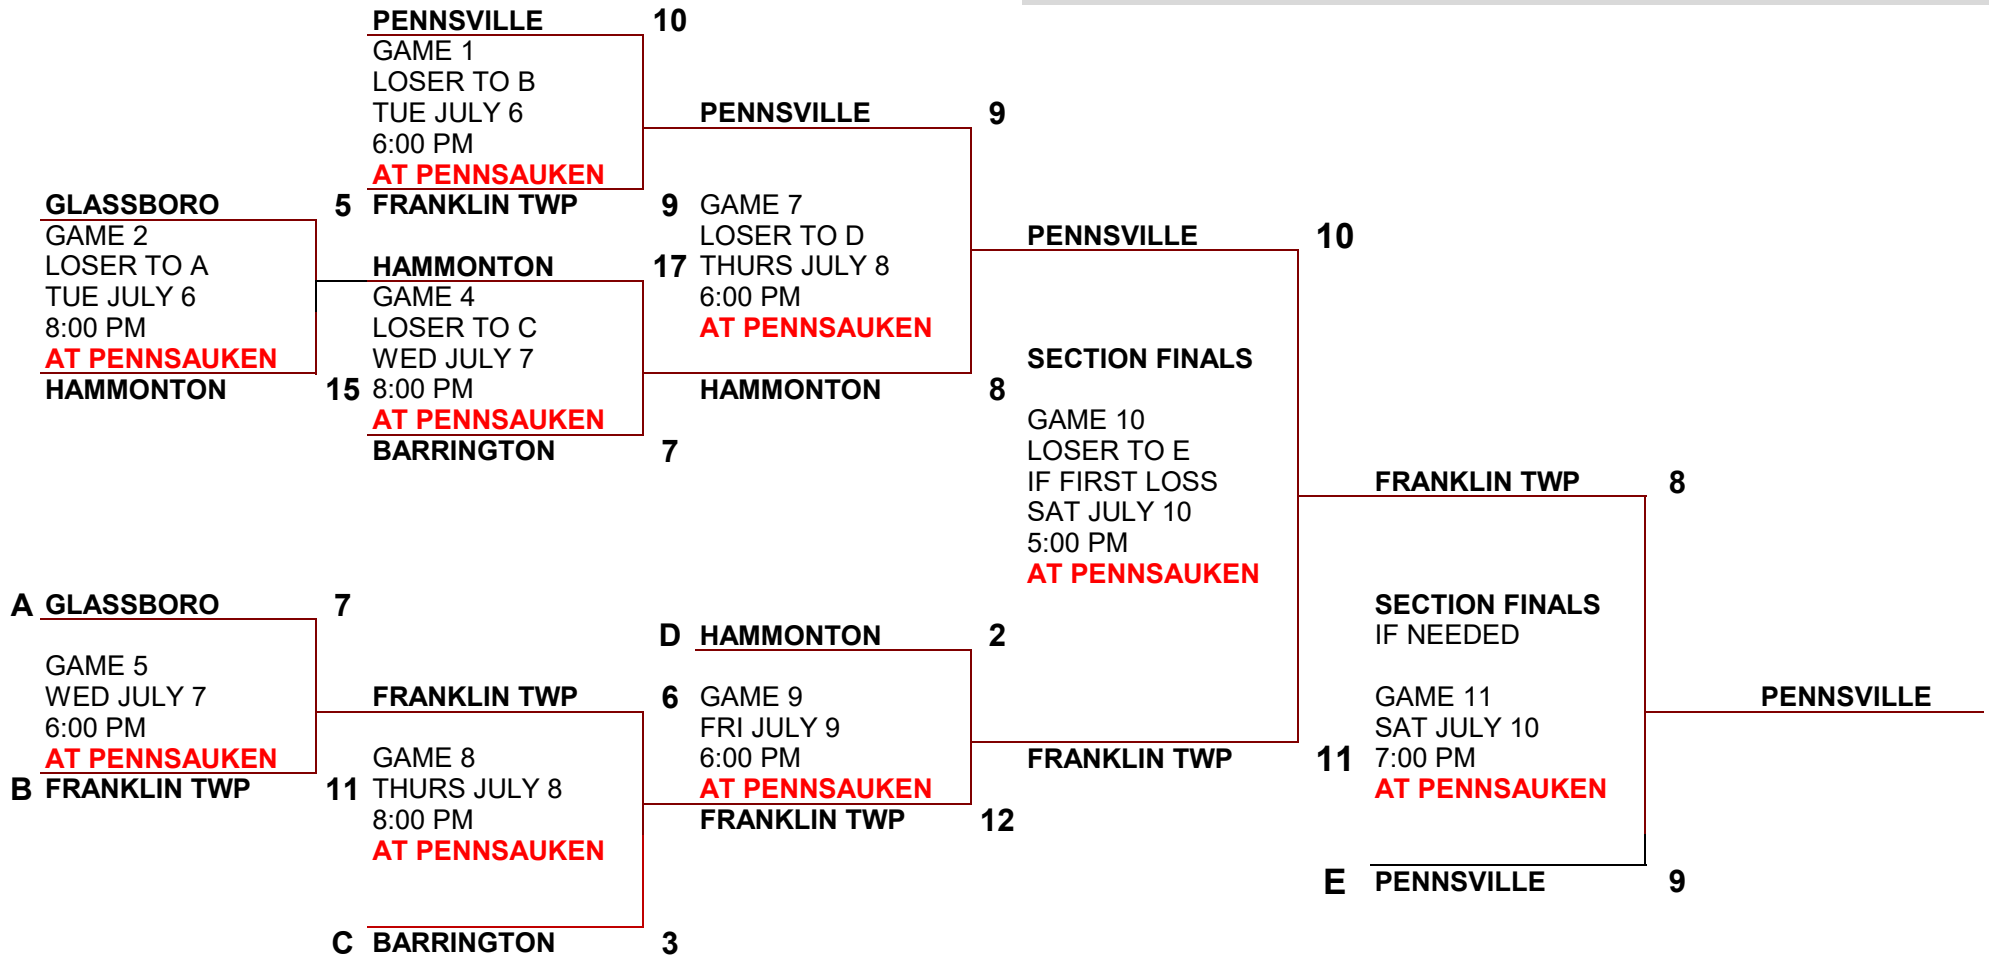 PENNSVILLE 10
GAME 1
LOSER TO B
TUE JULY 6
6:00 PM
AT PENNSAUKEN
FRANKLIN TWP 9
GLASSBORO 5
GAME 2
LOSER TO A
TUE JULY 6
8:00 PM
AT PENNSAUKEN
HAMMONTON 15
HAMMONTON 17
GAME 4
LOSER TO C
WED JULY 7
8:00 PM
AT PENNSAUKEN
BARRINGTON 7
PENNSVILLE 9
GAME 7
LOSER TO D
THURS JULY 8
6:00 PM
AT PENNSAUKEN
HAMMONTON 8
PENNSVILLE 10
SECTION FINALS
GAME 10
LOSER TO E
IF FIRST LOSS
SAT JULY 10
5:00 PM
AT PENNSAUKEN
FRANKLIN TWP 11
A GLASSBORO 7
GAME 5
WED JULY 7
6:00 PM
AT PENNSAUKEN
B FRANKLIN TWP 11
FRANKLIN TWP 6
GAME 8
THURS JULY 8
8:00 PM
AT PENNSAUKEN
C BARRINGTON 3
D HAMMONTON 2
GAME 9
FRI JULY 9
6:00 PM
AT PENNSAUKEN
FRANKLIN TWP 12
FRANKLIN TWP 8
SECTION FINALS
IF NEEDED
GAME 11
SAT JULY 10
7:00 PM
AT PENNSAUKEN
E PENNSVILLE 9
PENNSVILLE